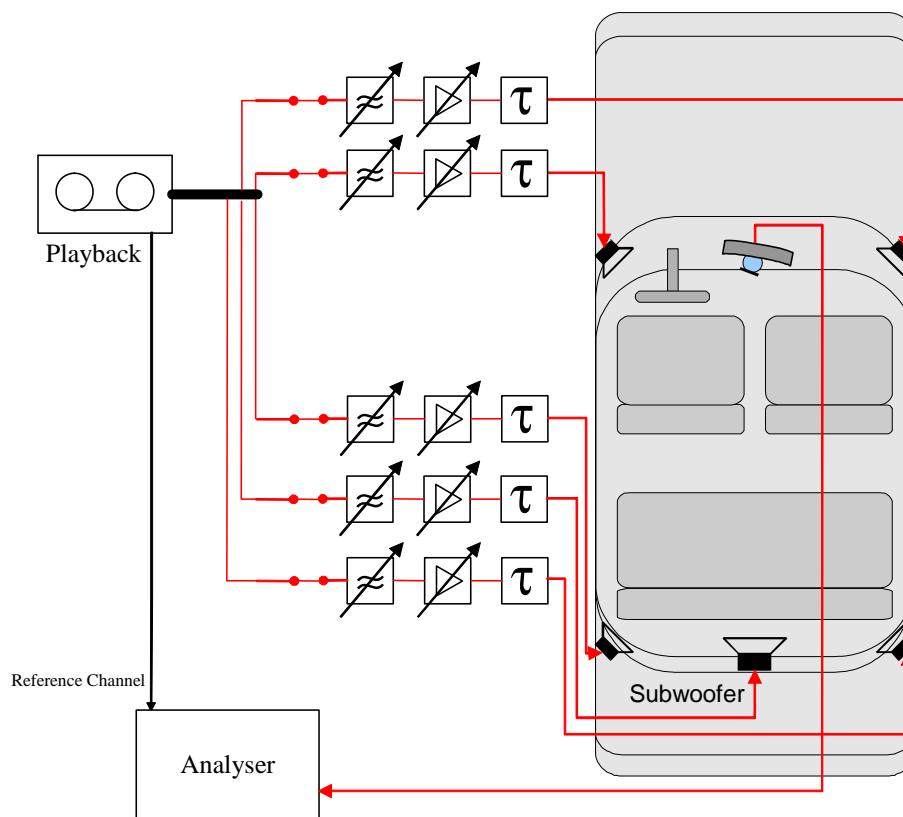 τ
τ
Playback
τ
τ
τ
Reference Channel
Subwoofer
Analyser